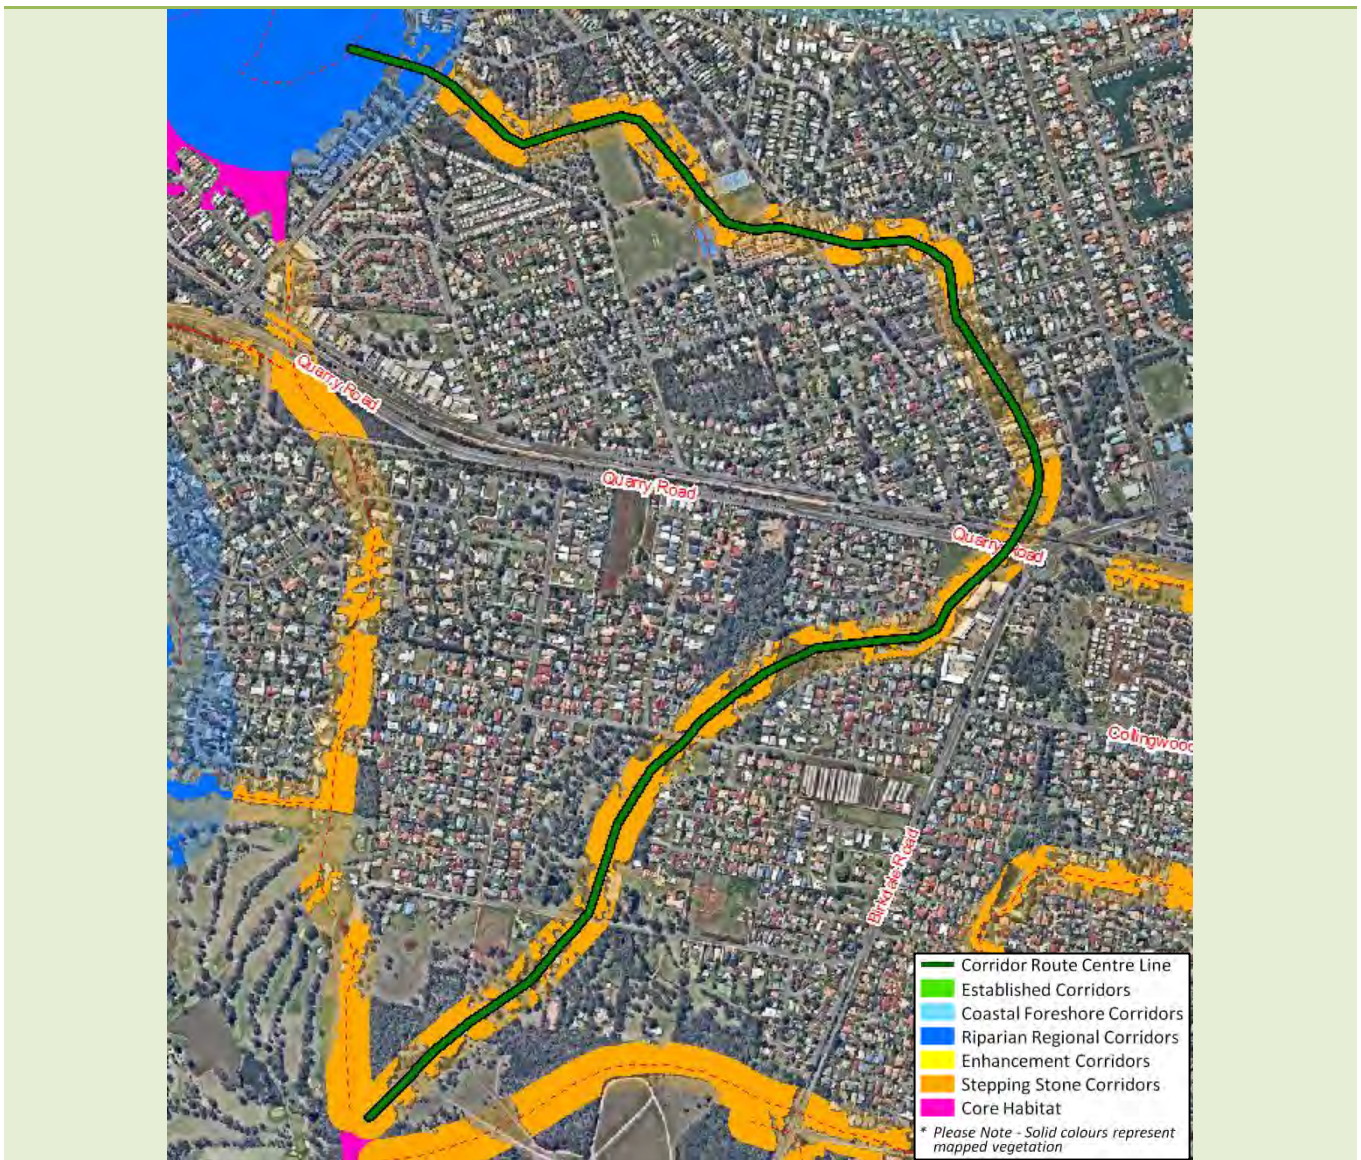 Quarry Road
Quarry Road
Quarry Road
Collingwood
Birkdale Road
Corridor Route Centre Line
Established Corridors
Coastal Foreshore Corridors
Riparian Regional Corridors
Enhancement Corridors
Stepping Stone Corridors
Core Habitat
* Please Note - Solid colours represent
mapped vegetation